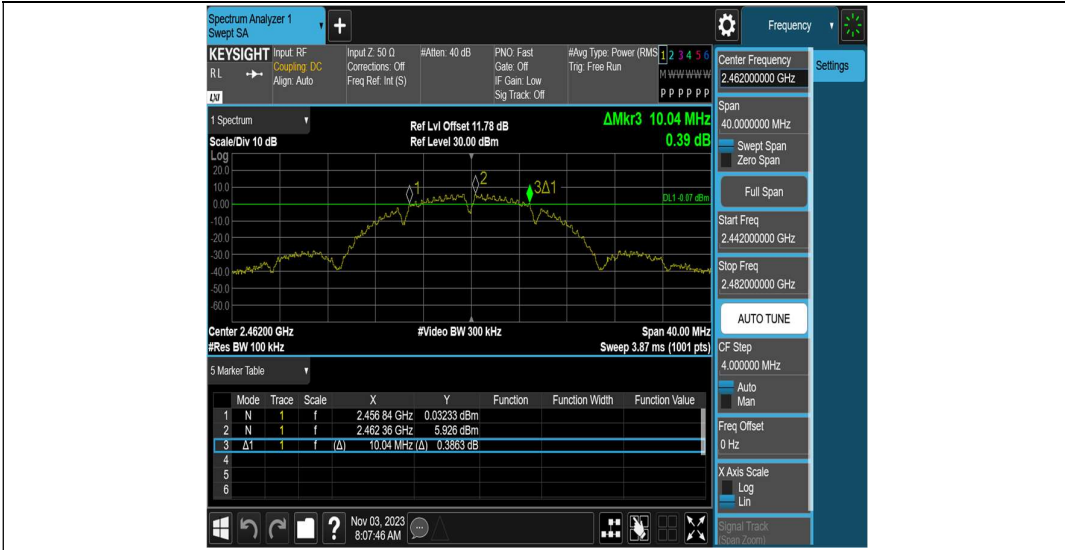 Spectrum Analyzer 1
Swept SA
Frequency
KEYSIGHT
R L
LXI
Input: RF
Coupling: DC
Align: Auto
Input Z: 50 Ω
Corrections: Off
Freq Ref: Int (S)
#Atten: 40 dB
PNO: Fast
Gate: Off
IF Gain: Low
Sig Track: Off
#Avg Type: Power (RMS
Trig: Free Run
1 2 3 4 5 6
M W W W W W
P P P P P P
1 Spectrum
Scale/Div 10 dB
Ref Lvl Offset 11.78 dB
Ref Level 30.00 dBm
ΔMkr3 10.04 MHz
0.39 dB
Log
20.0
10.0
0.00
-10.0
-20.0
-30.0
-40.0
-50.0
-60.0
1
2
3Δ1
DL1 -0.07 dBm
Center 2.46200 GHz
#Video BW 300 kHz
Span 40.00 MHz
#Res BW 100 kHz
Sweep 3.87 ms (1001 pts)
5 Marker Table
Mode Trace Scale X Y Function Function Width Function Value
1 N 1 f 2.456 84 GHz 0.03233 dBm
2 N 1 f 2.462 36 GHz 5.926 dBm
3 Δ1 1 f (Δ) 10.04 MHz (Δ) 0.3863 dB
4
5
6
Nov 03, 2023
8:07:46 AM
Center Frequency
2.462000000 GHz
Settings
Span
40.0000000 MHz
Swept Span
Zero Span
Full Span
Start Freq
2.442000000 GHz
Stop Freq
2.482000000 GHz
AUTO TUNE
CF Step
4.000000 MHz
Auto
Man
Freq Offset
0 Hz
X Axis Scale
Log
Lin
Signal Track
(Span Zoom)